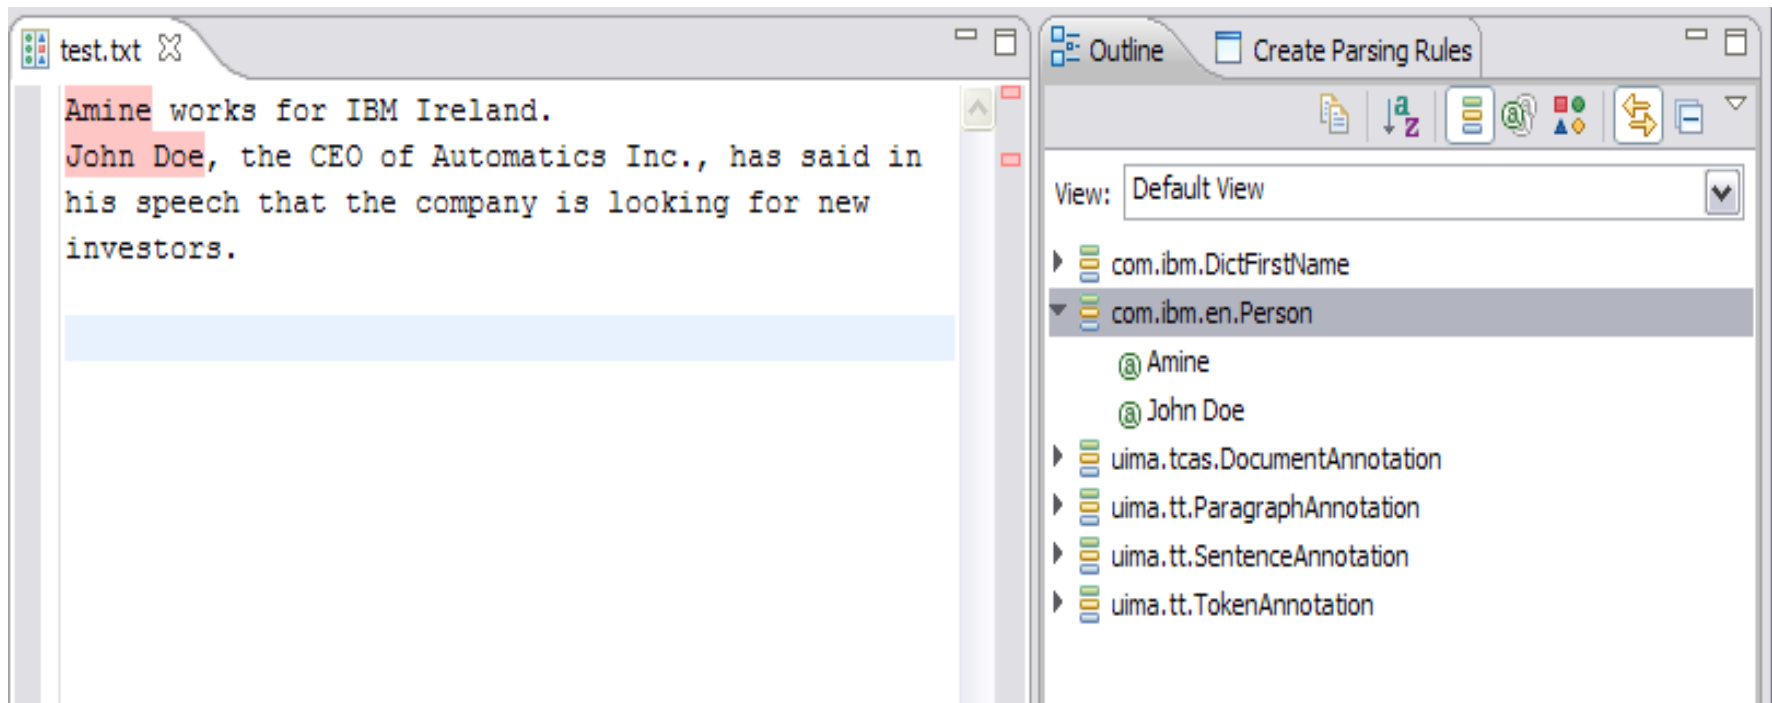 test.txt
Amine works for IBM Ireland.
John Doe, the CEO of Automatics Inc., has said in
his speech that the company is looking for new
investors.
Outline
Create Parsing Rules
View: Default View
com.ibm.DictFirstName
com.ibm.en.Person
Amine
John Doe
uima.tcas.DocumentAnnotation
uima.tt.ParagraphAnnotation
uima.tt.SentenceAnnotation
uima.tt.TokenAnnotation